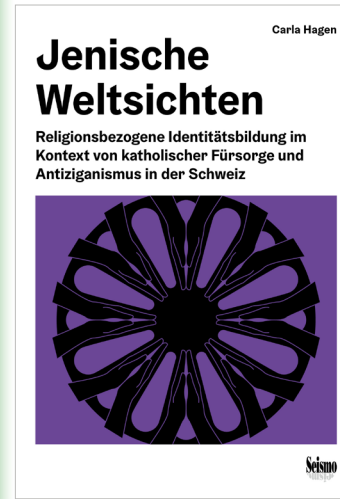 Carla Hagen
Jenische
Weltsichten
Religionsbezogene Identitätsbildung im
Kontext von katholischer Fürsorge und
Antiziganismus in der Schweiz
Seismo